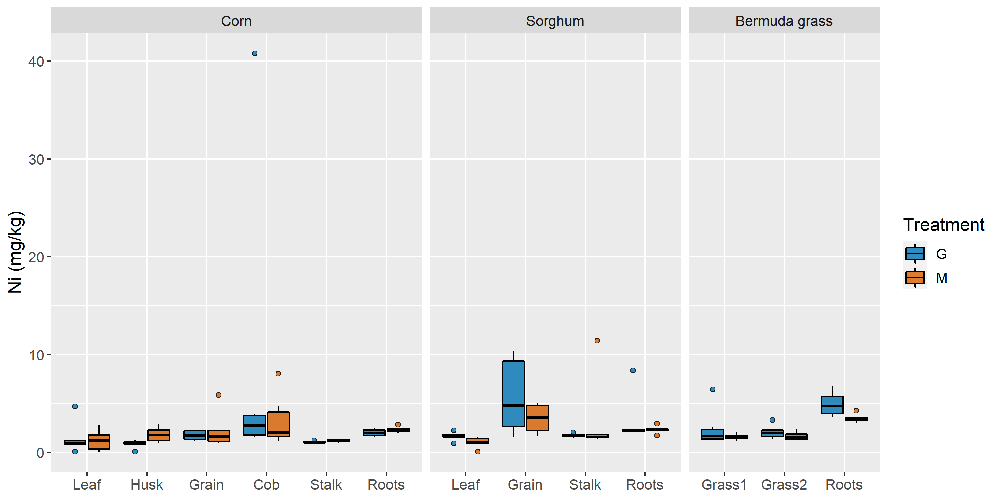 Corn
Sorghum
Bermuda grass
40
30
20
10
0
Ni (mg/kg)
Leaf
Husk
Grain
Cob
Stalk
Roots
Leaf
Grain
Stalk
Roots
Grass1
Grass2
Roots
Treatment
G
M